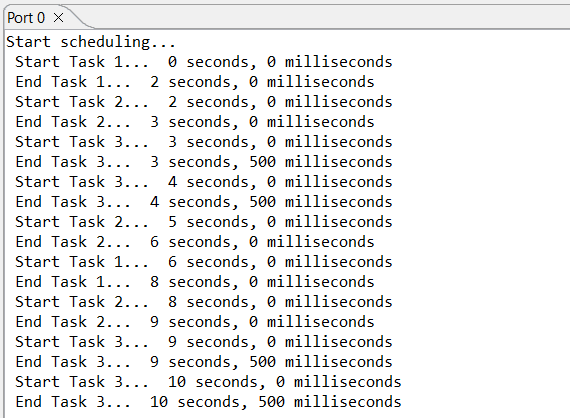 Port 0
Start scheduling...
Start Task 1...  0 seconds, 0 milliseconds
End Task 1...  2 seconds, 0 milliseconds
Start Task 2...  2 seconds, 0 milliseconds
End Task 2...  3 seconds, 0 milliseconds
Start Task 3...  3 seconds, 0 milliseconds
End Task 3...  3 seconds, 500 milliseconds
Start Task 3...  4 seconds, 0 milliseconds
End Task 3...  4 seconds, 500 milliseconds
Start Task 2...  5 seconds, 0 milliseconds
End Task 2...  6 seconds, 0 milliseconds
Start Task 1...  6 seconds, 0 milliseconds
End Task 1...  8 seconds, 0 milliseconds
Start Task 2...  8 seconds, 0 milliseconds
End Task 2...  9 seconds, 0 milliseconds
Start Task 3...  9 seconds, 0 milliseconds
End Task 3...  9 seconds, 500 milliseconds
Start Task 3...  10 seconds, 0 milliseconds
End Task 3...  10 seconds, 500 milliseconds